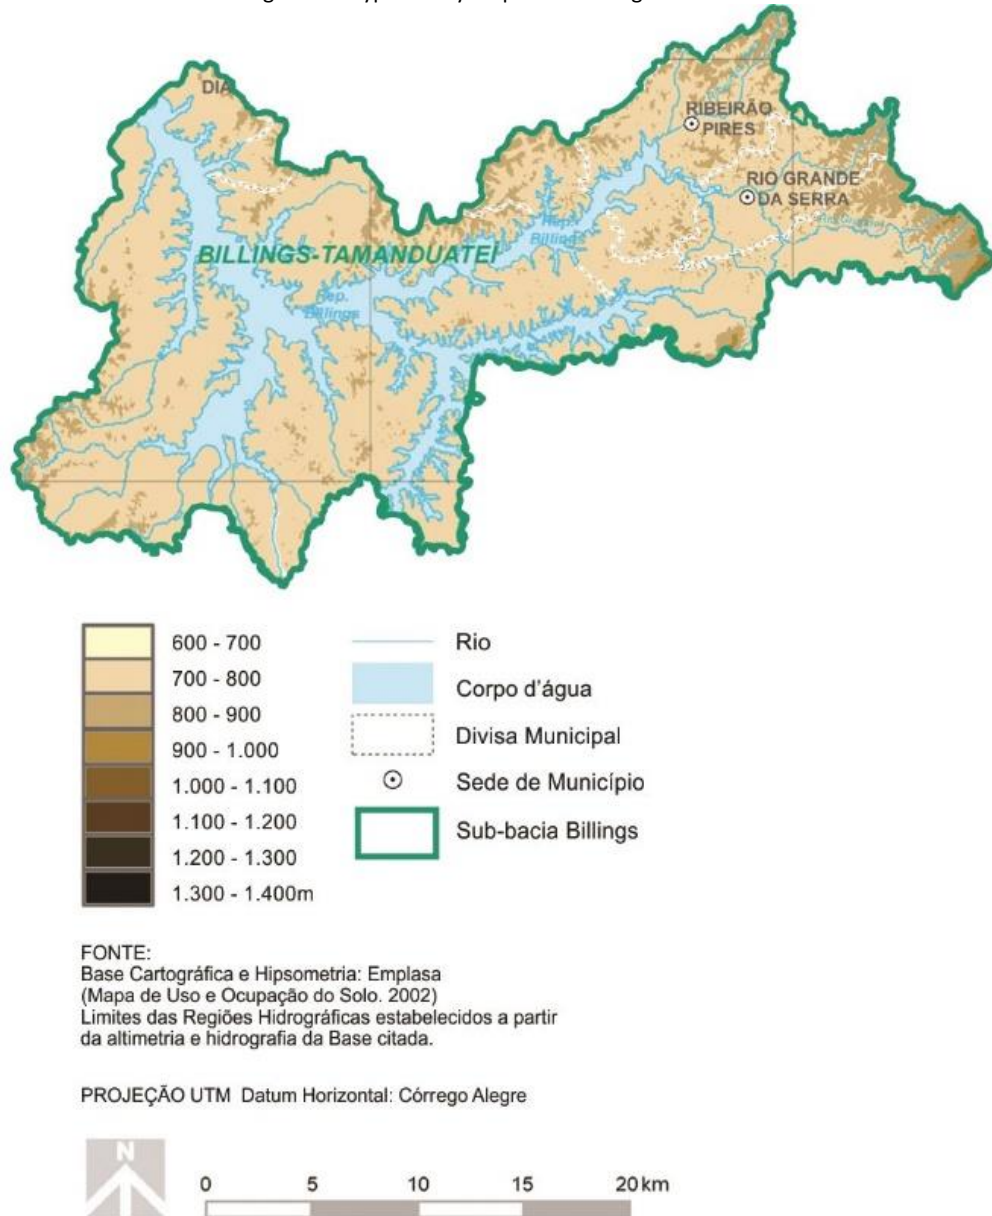 DIA
RIBEIRÃO
PIRES
RIO GRANDE
DA SERRA
Rep.
Billings
BILLINGS-TAMANDUATEÍ
Rep.
Billings
600 - 700
700 - 800
800 - 900
900 - 1.000
1.000 - 1.100
1.100 - 1.200
1.200 - 1.300
1.300 - 1.400m
Rio
Corpo d'água
Divisa Municipal
Sede de Município
Sub-bacia Billings
FONTE:
Base Cartográfica e Hipsometria: Emplasa
(Mapa de Uso e Ocupação do Solo. 2002)
Limites das Regiões Hidrográficas estabelecidos a partir
da altimetria e hidrografia da Base citada.
PROJEÇÃO UTM Datum Horizontal: Córrego Alegre
N
0 5 10 15 20 km